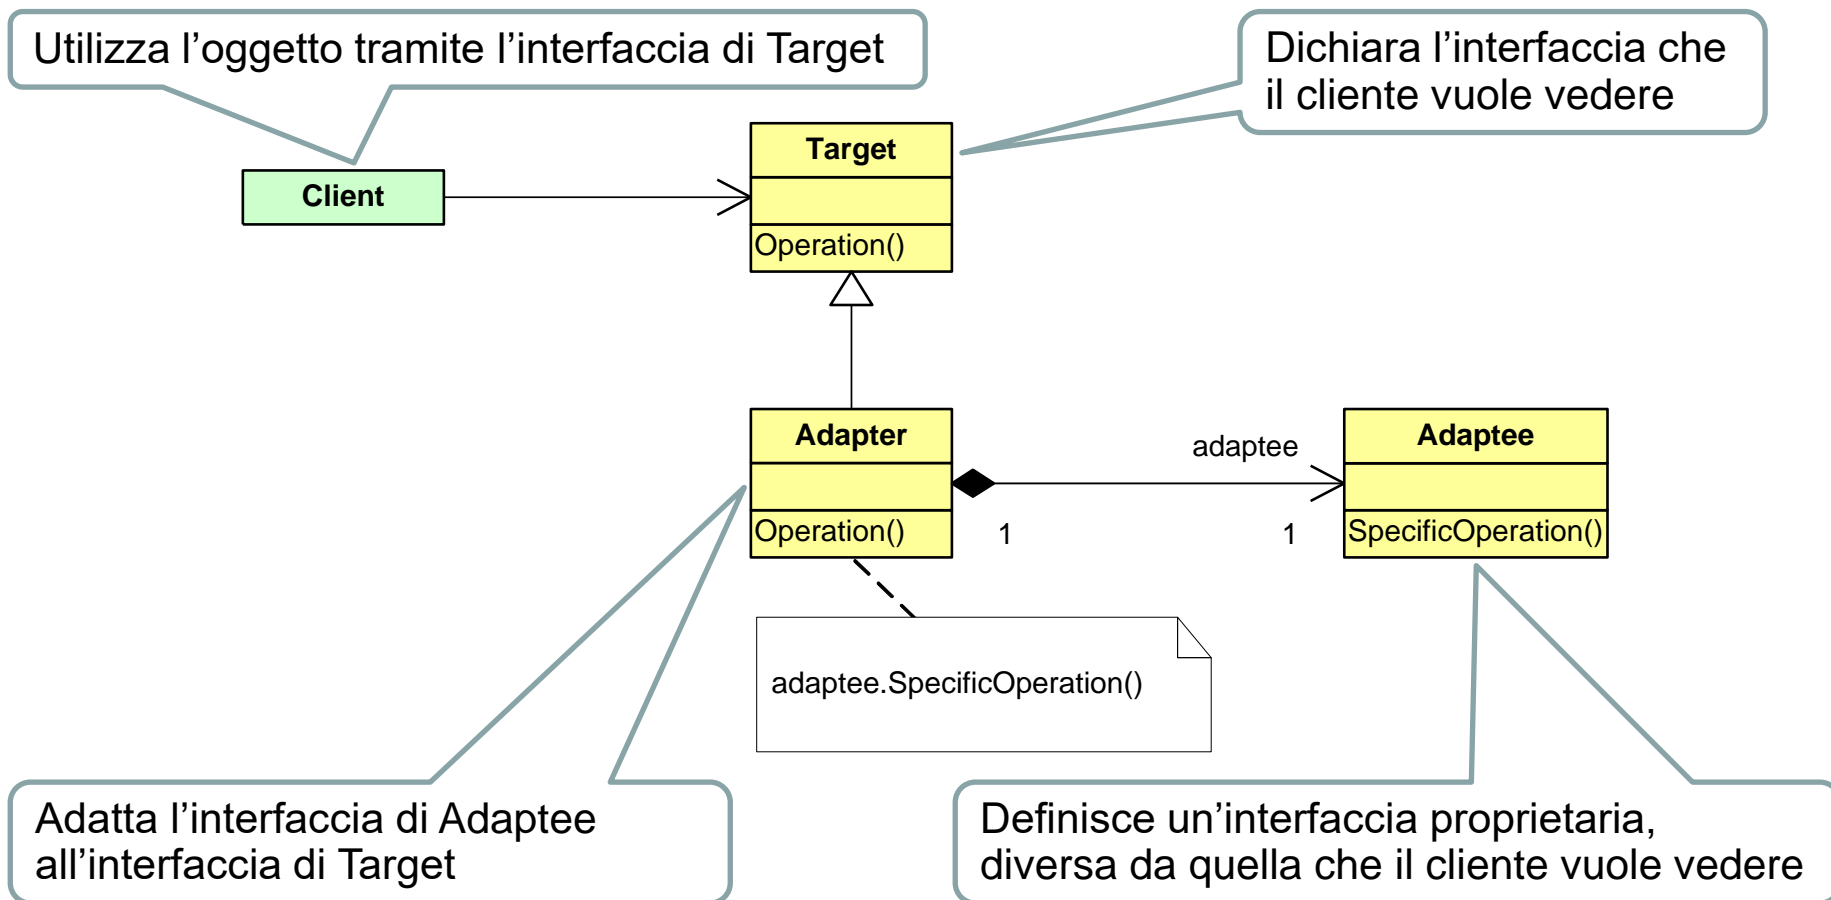 Utilizza l’oggetto tramite l’interfaccia di Target
Dichiara l’interfaccia che
il cliente vuole vedere
Target
Client
Operation()
Adapter
adaptee
Adaptee
Operation()
1
1
SpecificOperation()
adaptee.SpecificOperation()
Adatta l’interfaccia di Adaptee
all’interfaccia di Target
Definisce un’interfaccia proprietaria,
diversa da quella che il cliente vuole vedere